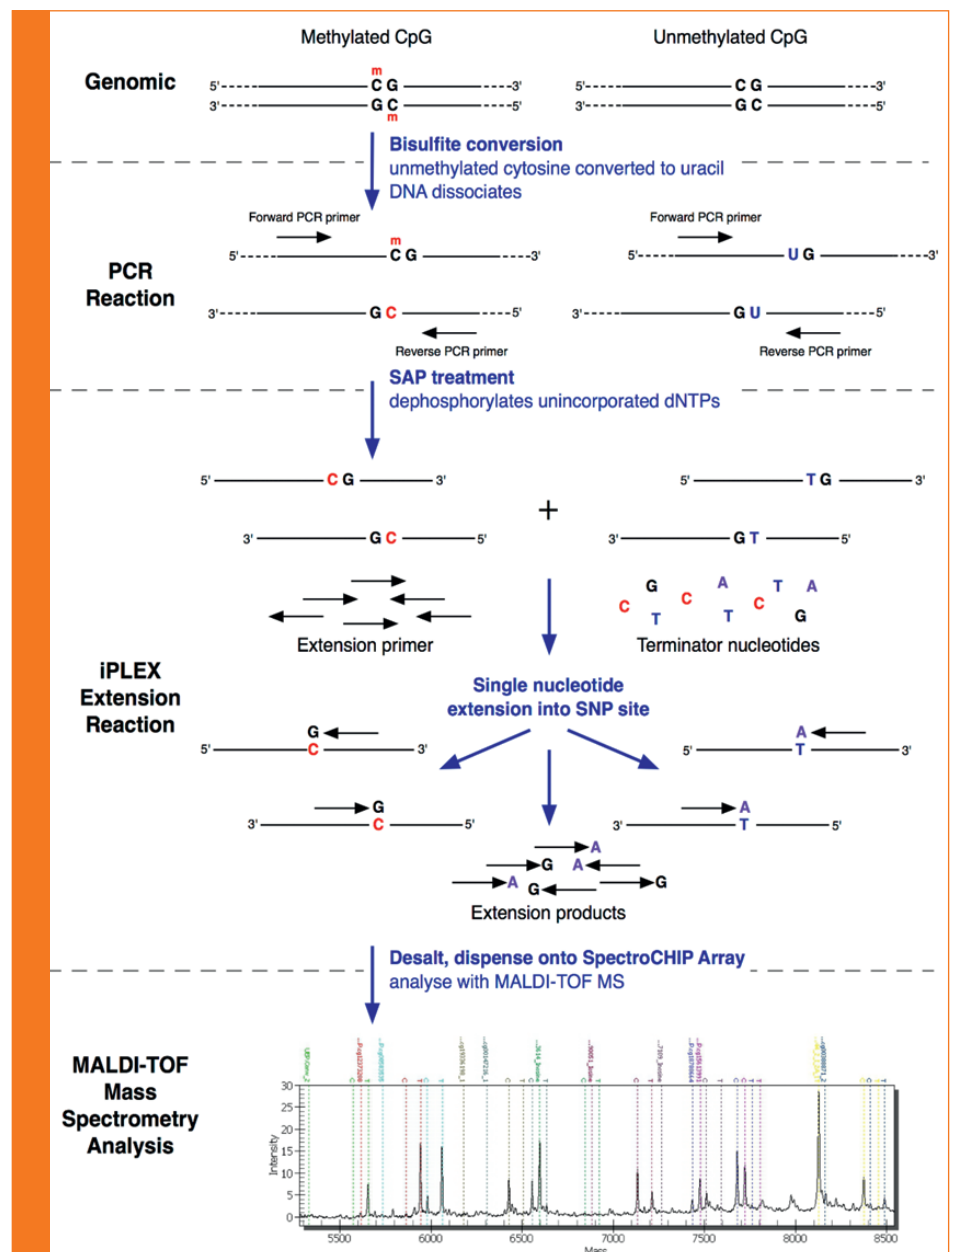 Methylated CpG
Unmethylated CpG
Genomic
m
5' C G 3'
3' G C 5'
m
5' C G 3'
3' G C 5'
Bisulfite conversion
unmethylated cytosine converted to uracil
DNA dissociates
PCR
Reaction
Forward PCR primer
m
5' C G 3'
3' G C 5'
Reverse PCR primer
Forward PCR primer
5' U G 3'
3' G U 5'
Reverse PCR primer
SAP treatment
dephosphorylates unincorporated dNTPs
5' C G 3'
3' G C 5'
+
5' T G 3'
3' G T 5'
iPLEX
Extension
Reaction
Extension primer
G A T A
C C C
T T G
Terminator nucleotides
Single nucleotide
extension into SNP site
G
5' C 3'
G
3' C 5'
A
5' T 3'
A
3' T 5'
A
G A
A G G
Extension products
Desalt, dispense onto SpectroCHIP Array
analyse with MALDI-TOF MS
MALDI-TOF
Mass
Spectrometry
Analysis
Intensity
30
25
20
15
10
5
0
5500 6000 6500 7000 7500 8000 8500
Mass